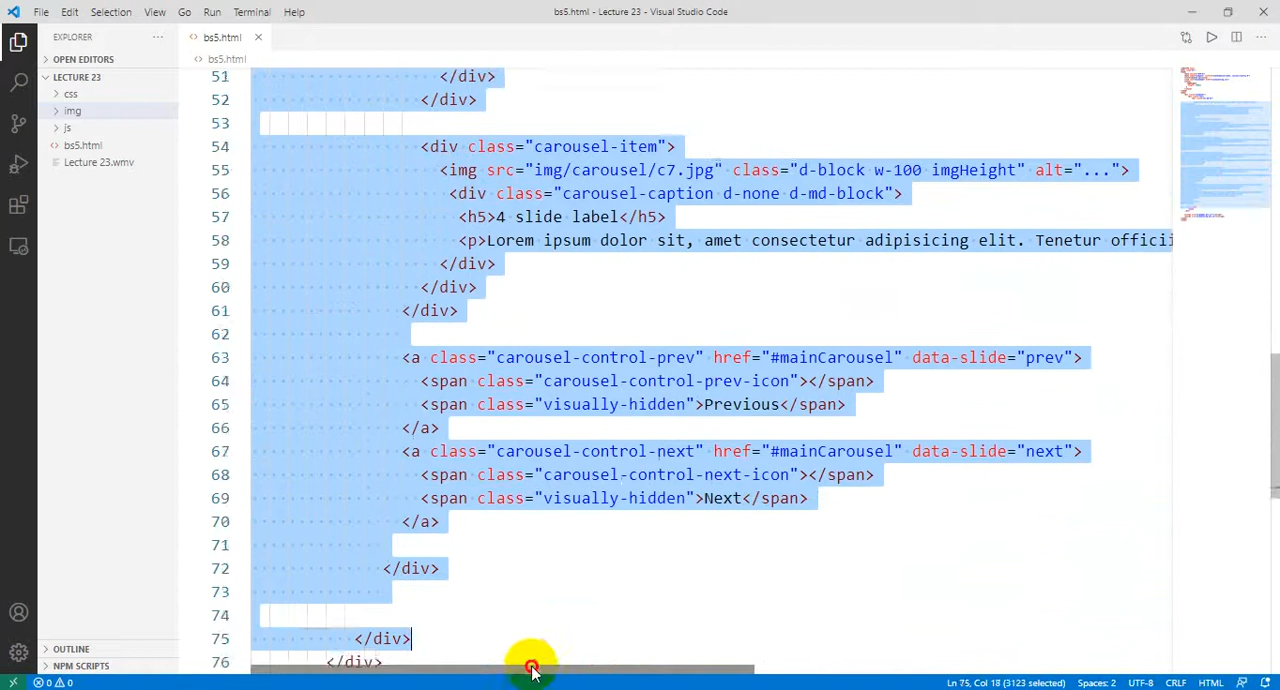 File Edit Selection View Go Run Terminal Help
bs5.html - Lecture 23 - Visual Studio Code
EXPLORER
OPEN EDITORS
LECTURE 23
css
img
js
bs5.html
Lecture 23.wmv
OUTLINE
NPM SCRIPTS
bs5.html
bs5.html
51 </div>
52 </div>
53
54 <div class="carousel-item">
55 <img src="img/carousel/c7.jpg" class="d-block w-100 imgHeight" alt="...">
56 <div class="carousel-caption d-none d-md-block">
57 <h5>4 slide label</h5>
58 <p>Lorem ipsum dolor sit, amet consectetur adipisicing elit. Tenetur officii
59 </div>
60 </div>
61 </div>
62
63 <a class="carousel-control-prev" href="#mainCarousel" data-slide="prev">
64 <span class="carousel-control-prev-icon"></span>
65 <span class="visually-hidden">Previous</span>
66 </a>
67 <a class="carousel-control-next" href="#mainCarousel" data-slide="next">
68 <span class="carousel-control-next-icon"></span>
69 <span class="visually-hidden">Next</span>
70 </a>
71
72 </div>
73
74
75 </div>
76 </div>
0 0
Ln 75, Col 18 (3123 selected) Spaces: 2 UTF-8 CRLF HTML